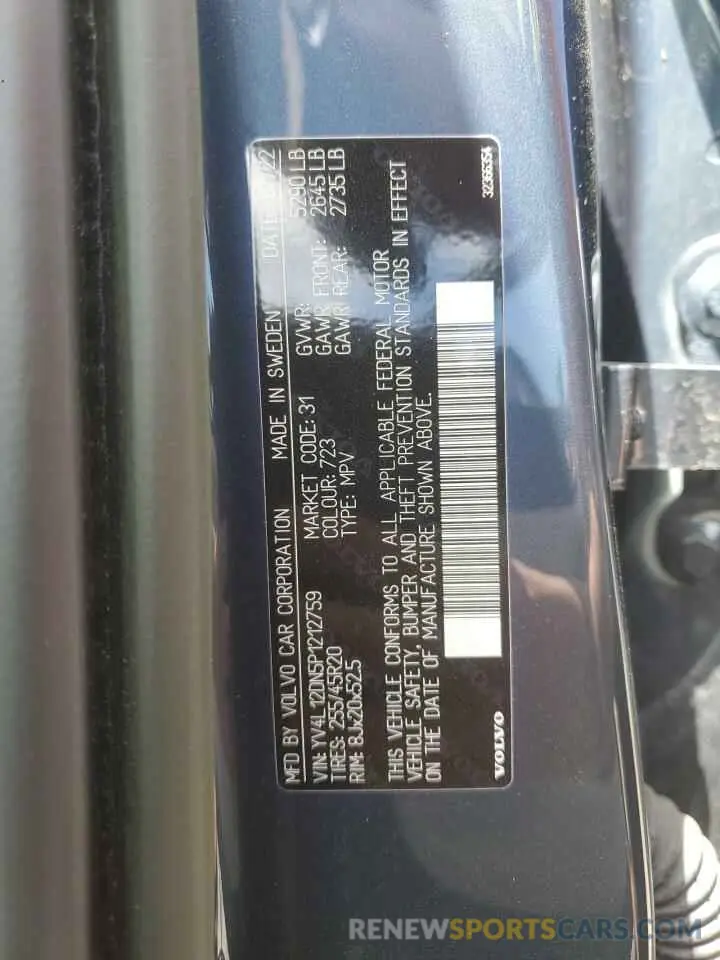 MFD BY VOLVO CAR CORPORATION MADE IN SWEDEN DATE
VIN: YV4L12DN5P1212759 MARKET CODE: 31 GVWR: 5290 LB
TIRES: 255/45R20 COLOUR: 723 GAWR FRONT: 2645 LB
RIM: 8Jx20x52.5 TYPE: MPV GAWR REAR: 2735 LB
THIS VEHICLE CONFORMS TO ALL APPLICABLE FEDERAL MOTOR
VEHICLE SAFETY, BUMPER AND THEFT PREVENTION STANDARDS IN EFFECT
ON THE DATE OF MANUFACTURE SHOWN ABOVE.
VOLVO 32366354
RENEWSPORTSCARS.COM